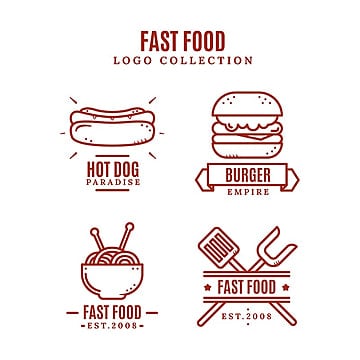 FAST FOOD
LOGO COLLECTION
HOT DOG
PARADISE
BURGER
EMPIRE
FAST FOOD
EST.2008
FAST FOOD
EST.2008